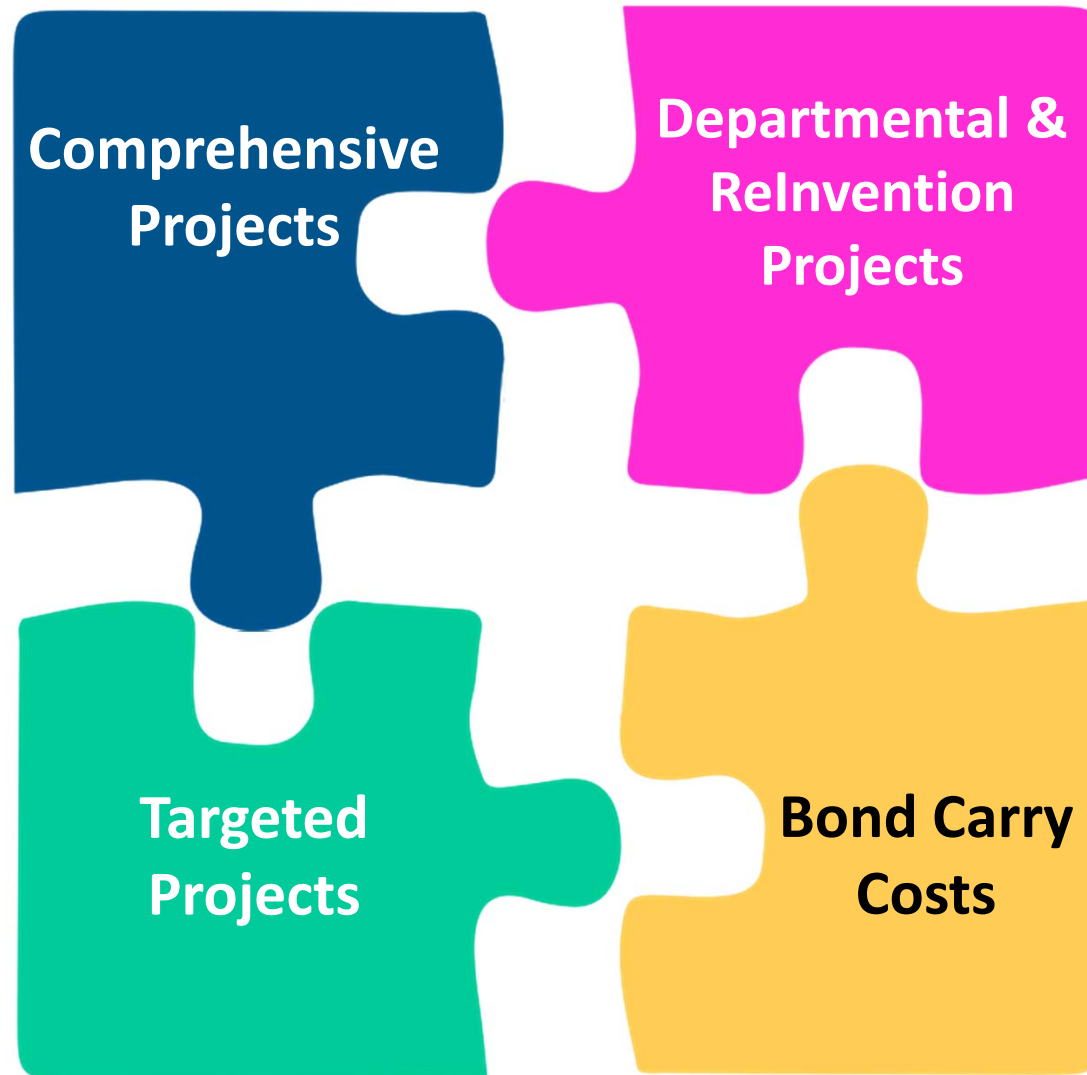 Comprehensive
Projects
Departmental &
ReInvention
Projects
Targeted
Projects
Bond Carry
Costs